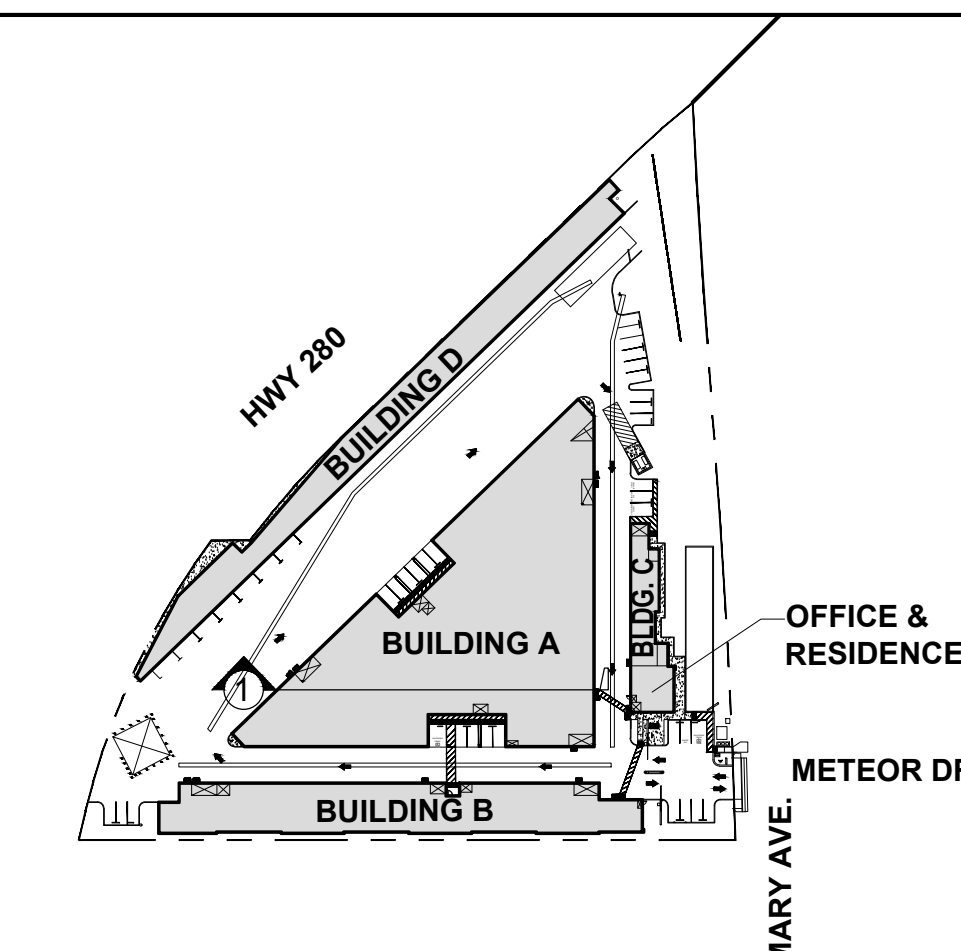 HWY 280
BUILDING D
BUILDING A
BLDG. C
OFFICE &
RESIDENCE
1
METEOR DR
BUILDING B
MARY AVE.